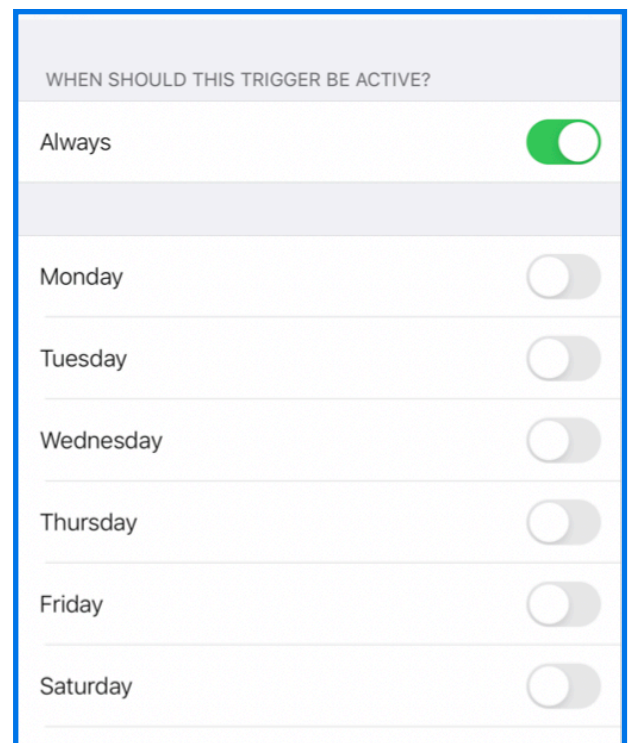 WHEN SHOULD THIS TRIGGER BE ACTIVE?
Always
Monday
Tuesday
Wednesday
Thursday
Friday
Saturday